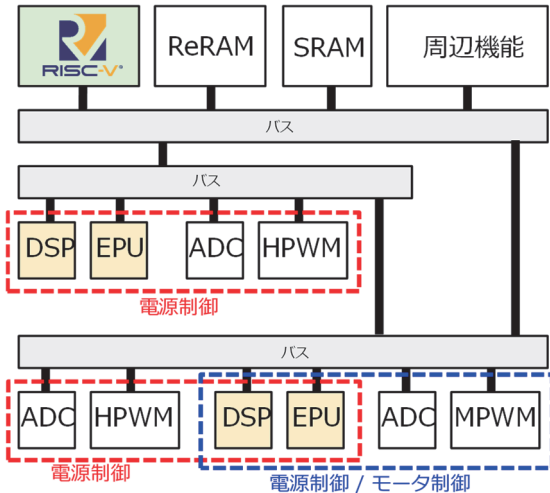 RISC-V® ReRAM SRAM 周辺機能
バス
バス
DSP EPU ADC HPWM
電源制御
バス
ADC HPWM DSP EPU ADC MPWM
電源制御
電源制御 / モータ制御